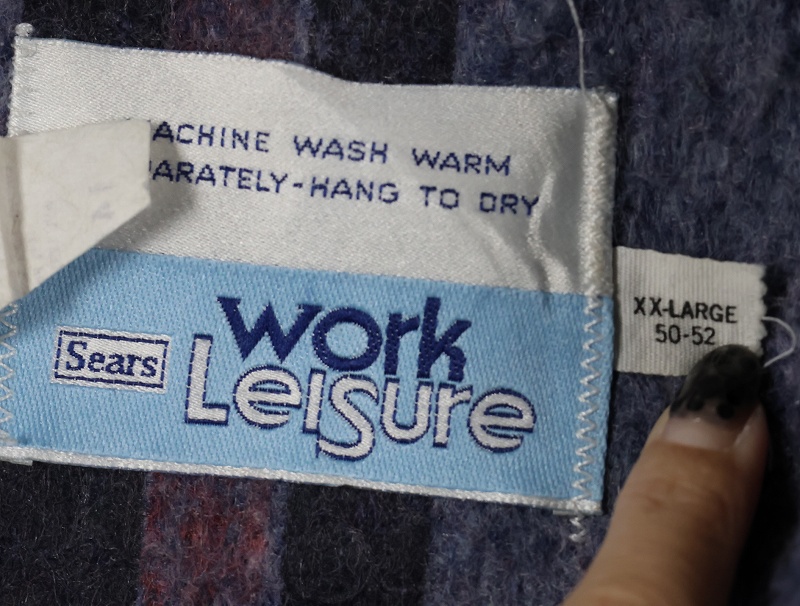 ACHINE WASH WARM
ARATELY-HANG TO DRY
Sears
Work
Leisure
XX-LARGE
50-52